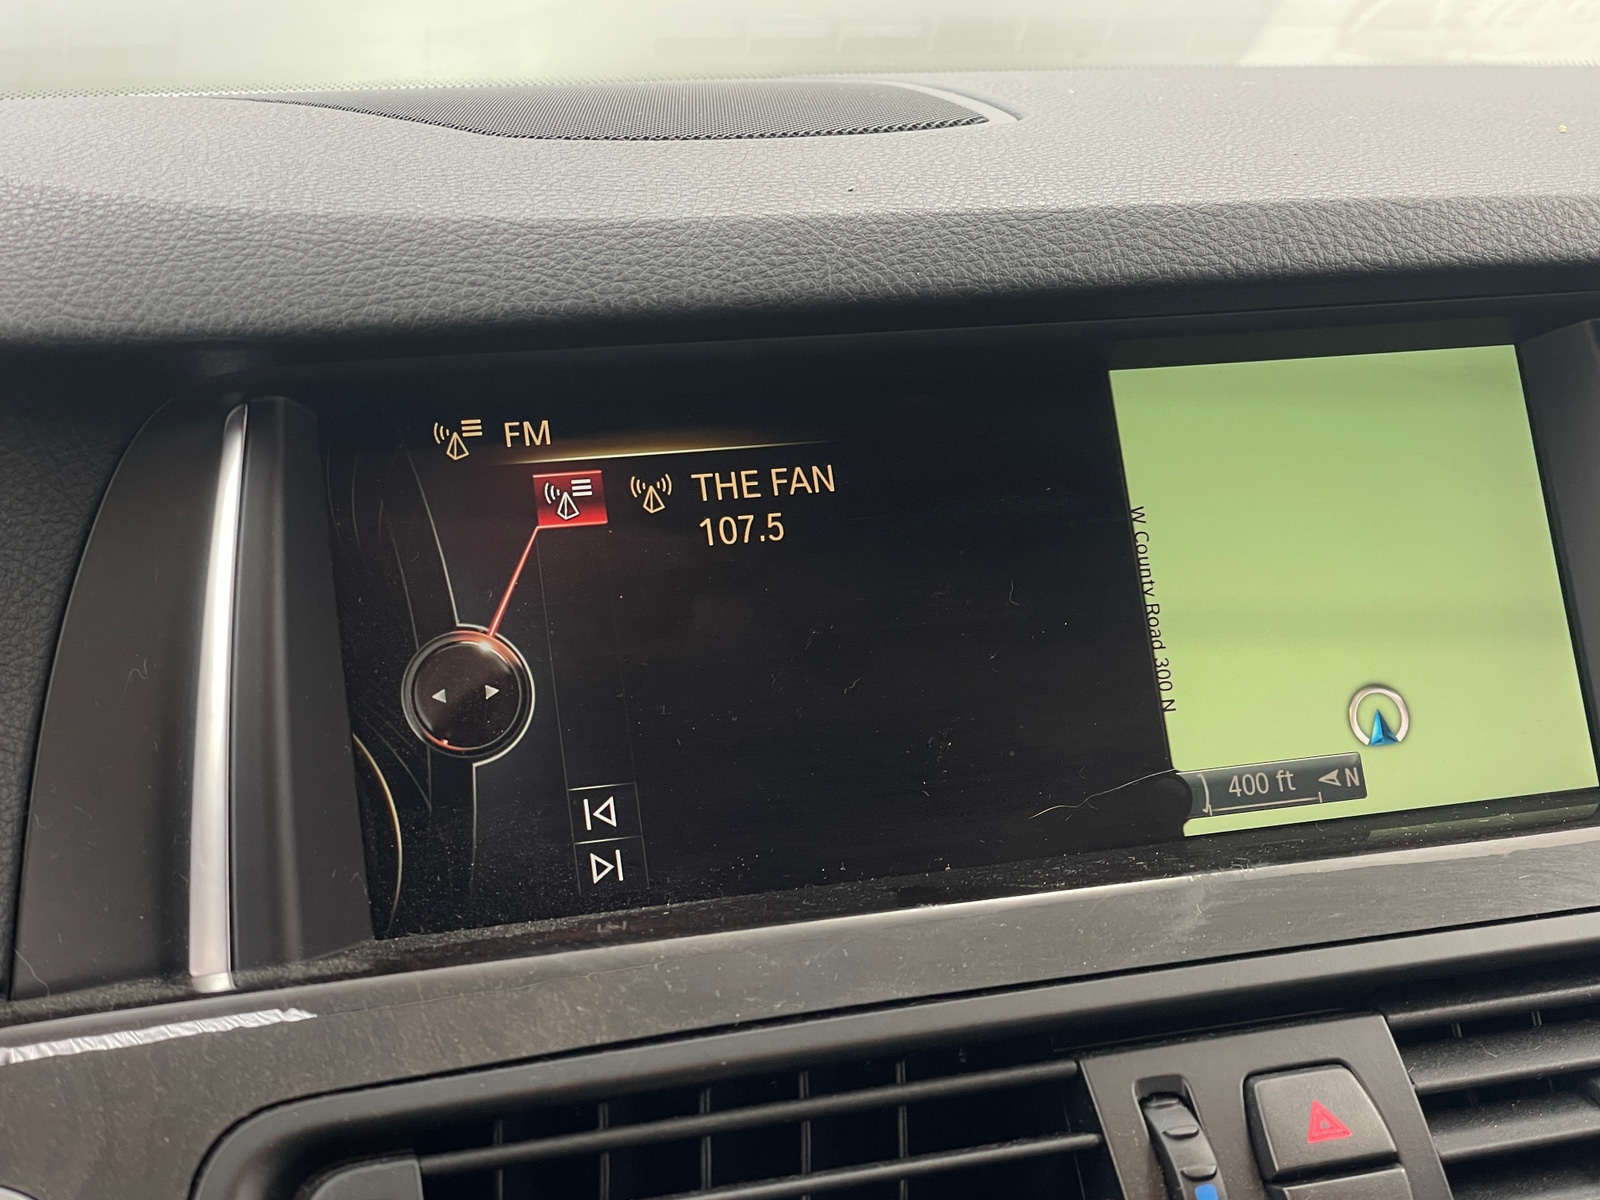 FM
THE FAN
107.5
W County Road 300 N
400 ft
N